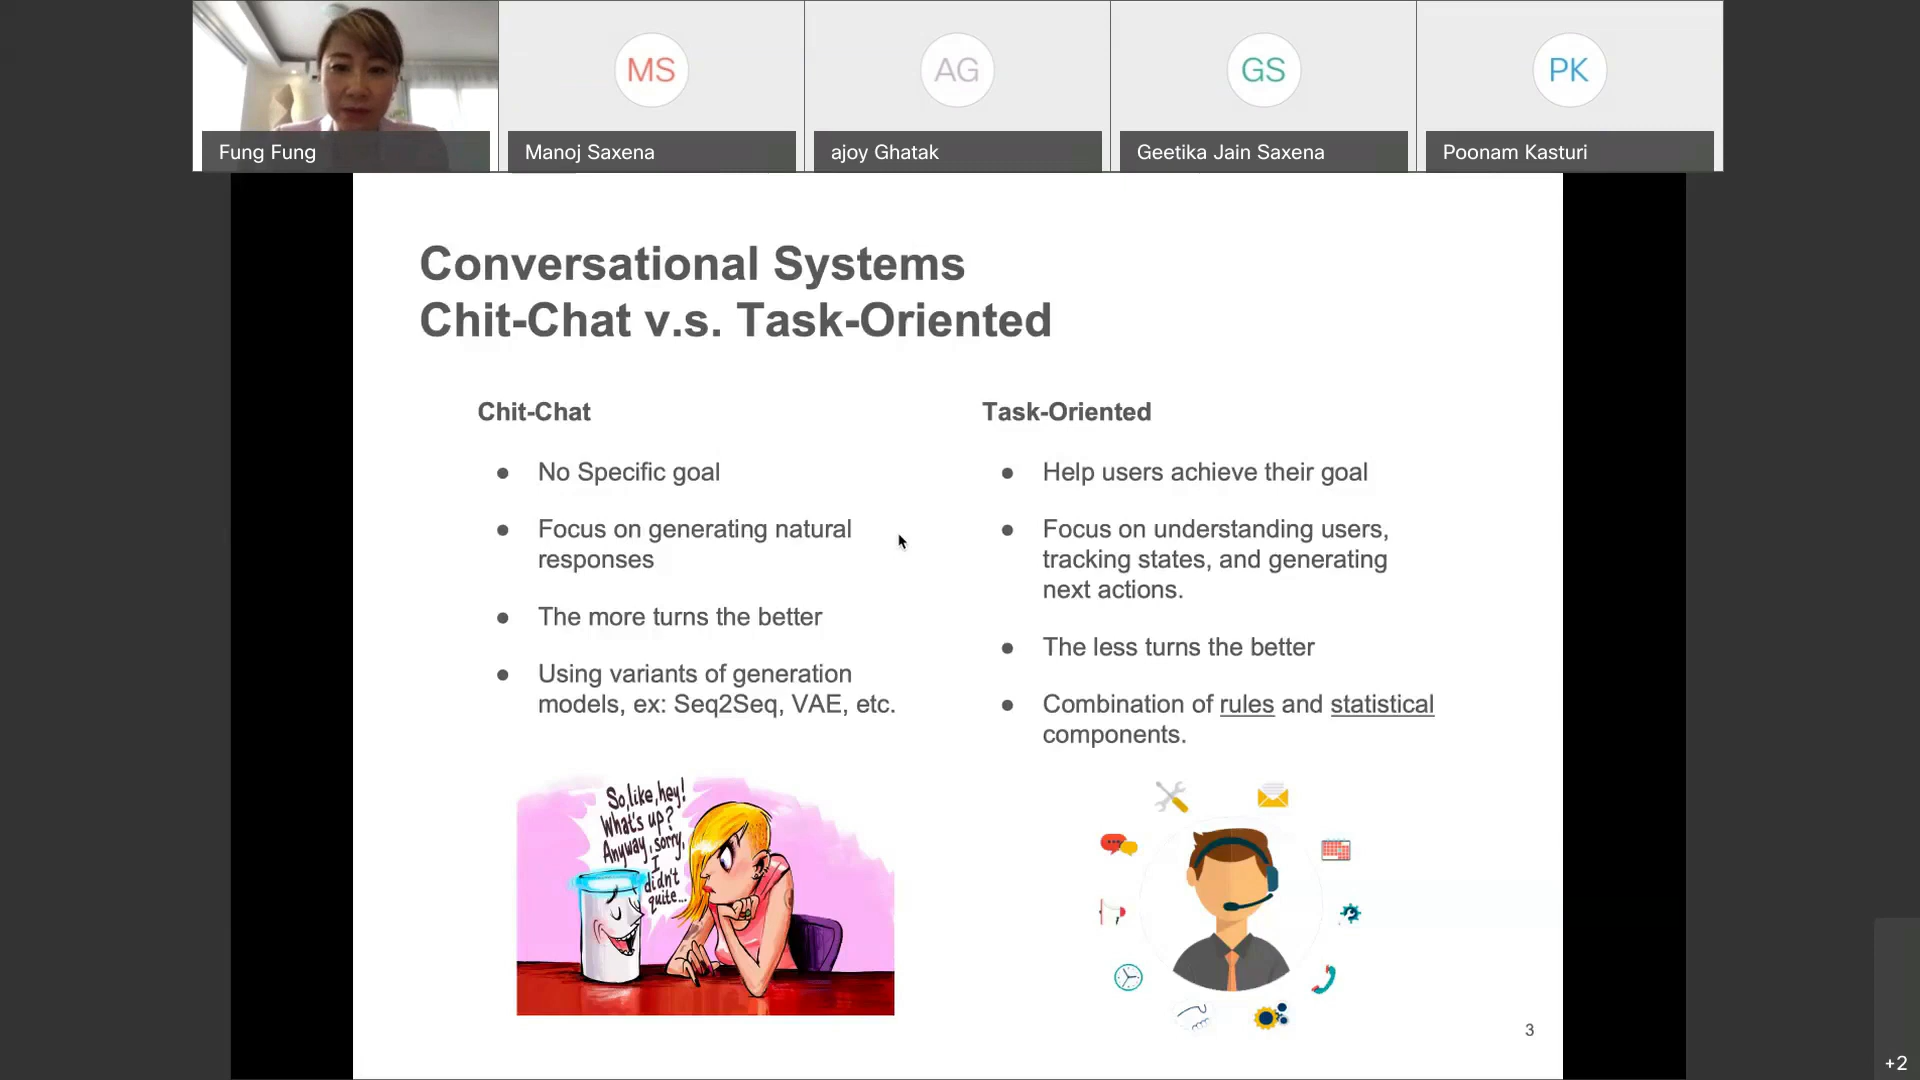 MS
AG
GS
PK
Fung Fung
Manoj Saxena
ajoy Ghatak
Geetika Jain Saxena
Poonam Kasturi
Conversational Systems
Chit-Chat v.s. Task-Oriented
Chit-Chat
● No Specific goal
● Focus on generating natural
responses
● The more turns the better
● Using variants of generation
models, ex: Seq2Seq, VAE, etc.
Task-Oriented
● Help users achieve their goal
● Focus on understanding users,
tracking states, and generating
next actions.
● The less turns the better
● Combination of rules and statistical
components.
So, like, hey!
What's up?
Anyway, sorry,
I
didn't
quite...
3
+2